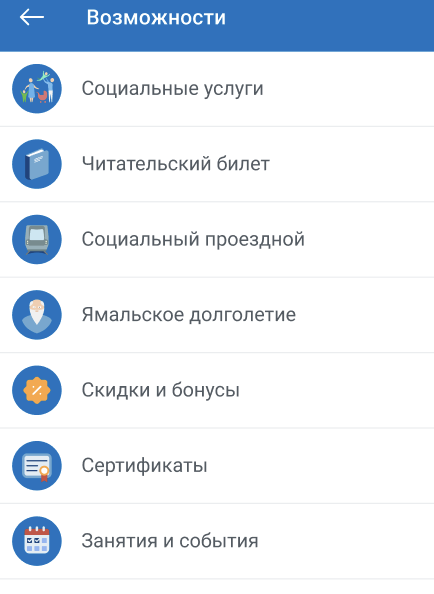 Возможности
Социальные услуги
Читательский билет
Социальный проездной
Ямальское долголетие
Скидки и бонусы
Сертификаты
Занятия и события